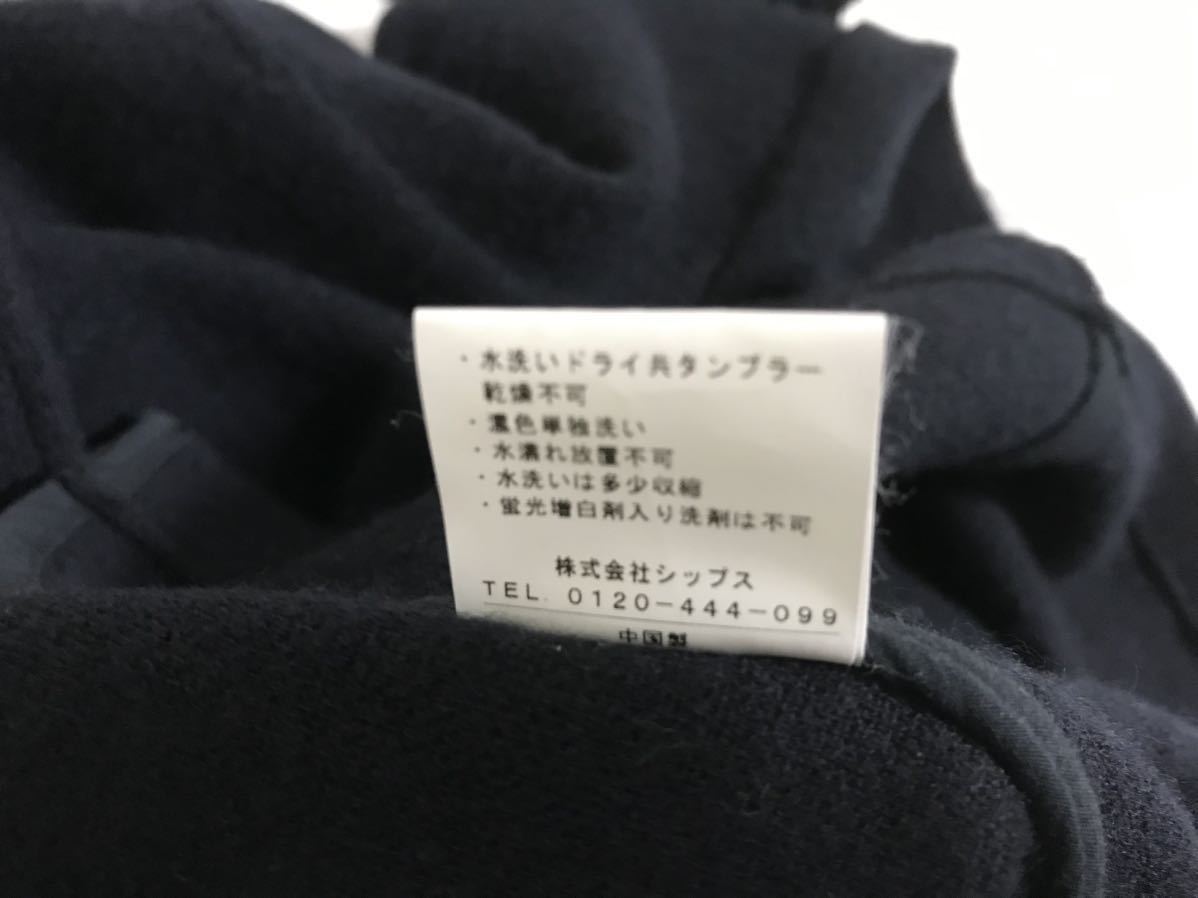 ・水洗いドライ共タンブラー
乾燥不可
・濃色単独洗い
・水濡れ放置不可
・水洗いは多少収縮
・蛍光増白剤入り洗剤は不可
株式会社シップス
TEL. 0120-444-099
中国製